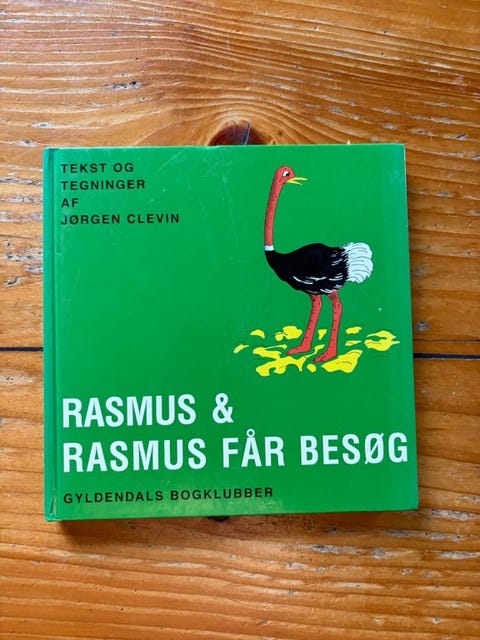 TEKST OG
TEGNINGER
AF
JØRGEN CLEVIN
RASMUS &
RASMUS FÅR BESØG
GYLDENDALS BOGKLUBBER